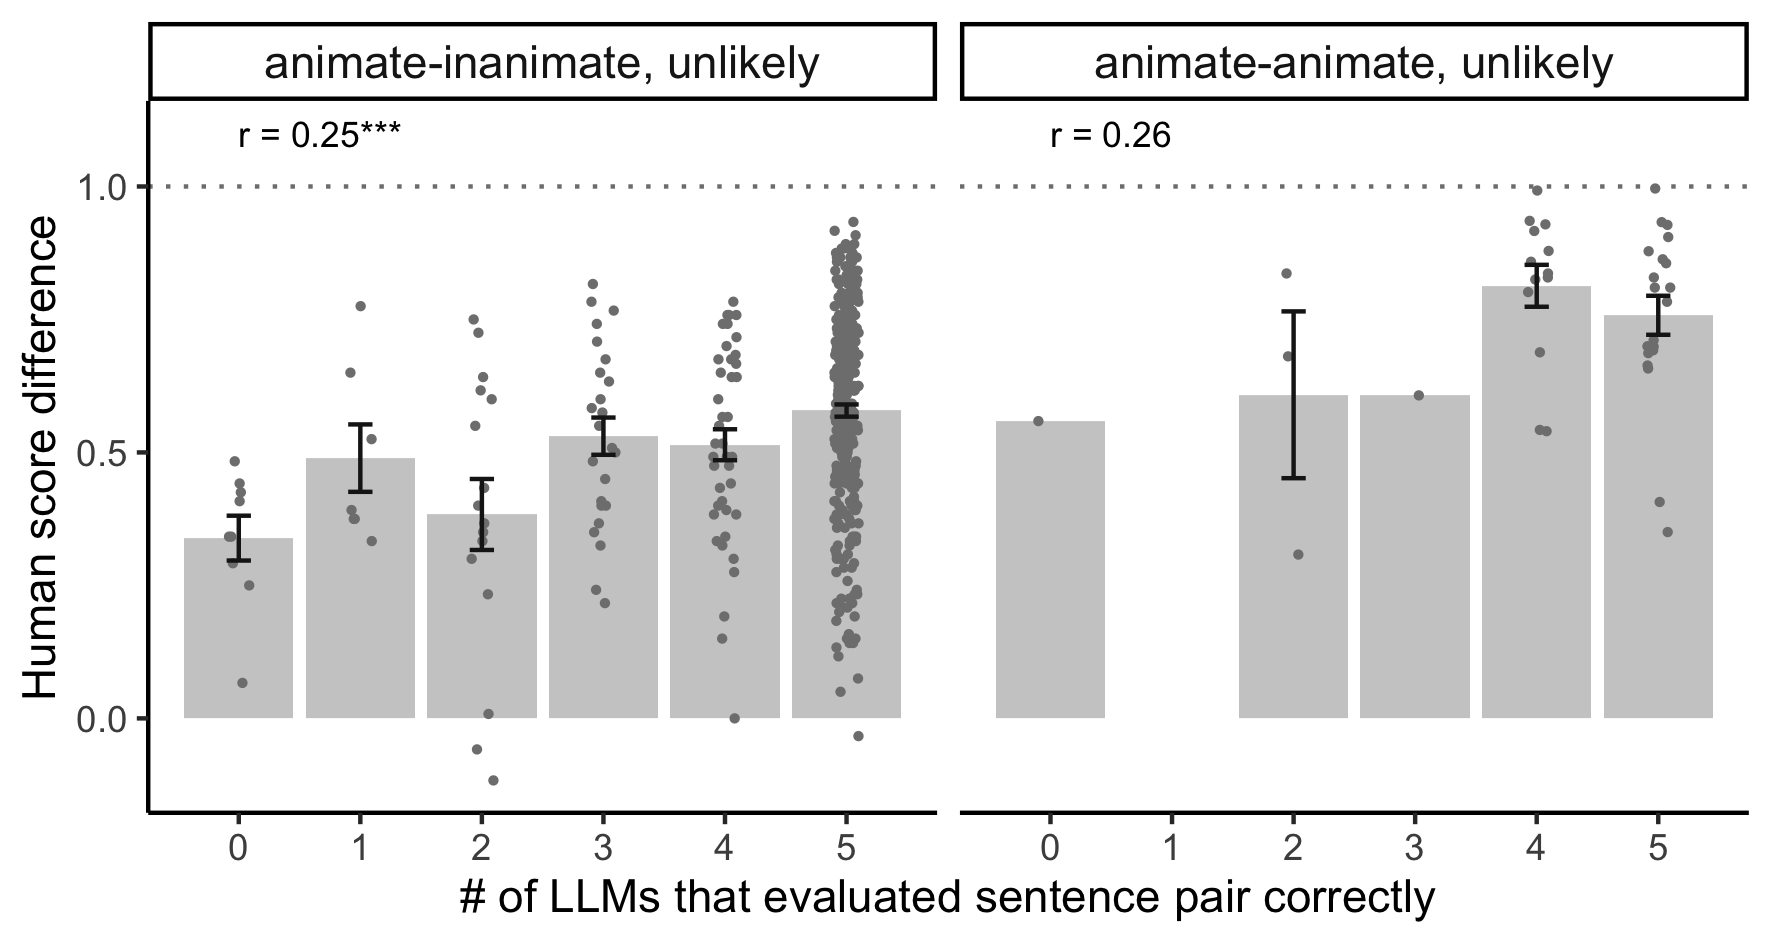 animate-inanimate, unlikely
animate-animate, unlikely
r = 0.25***
r = 0.26
Human score difference
1.0
0.5
0.0
0 1 2 3 4 5
0 1 2 3 4 5
# of LLMs that evaluated sentence pair correctly